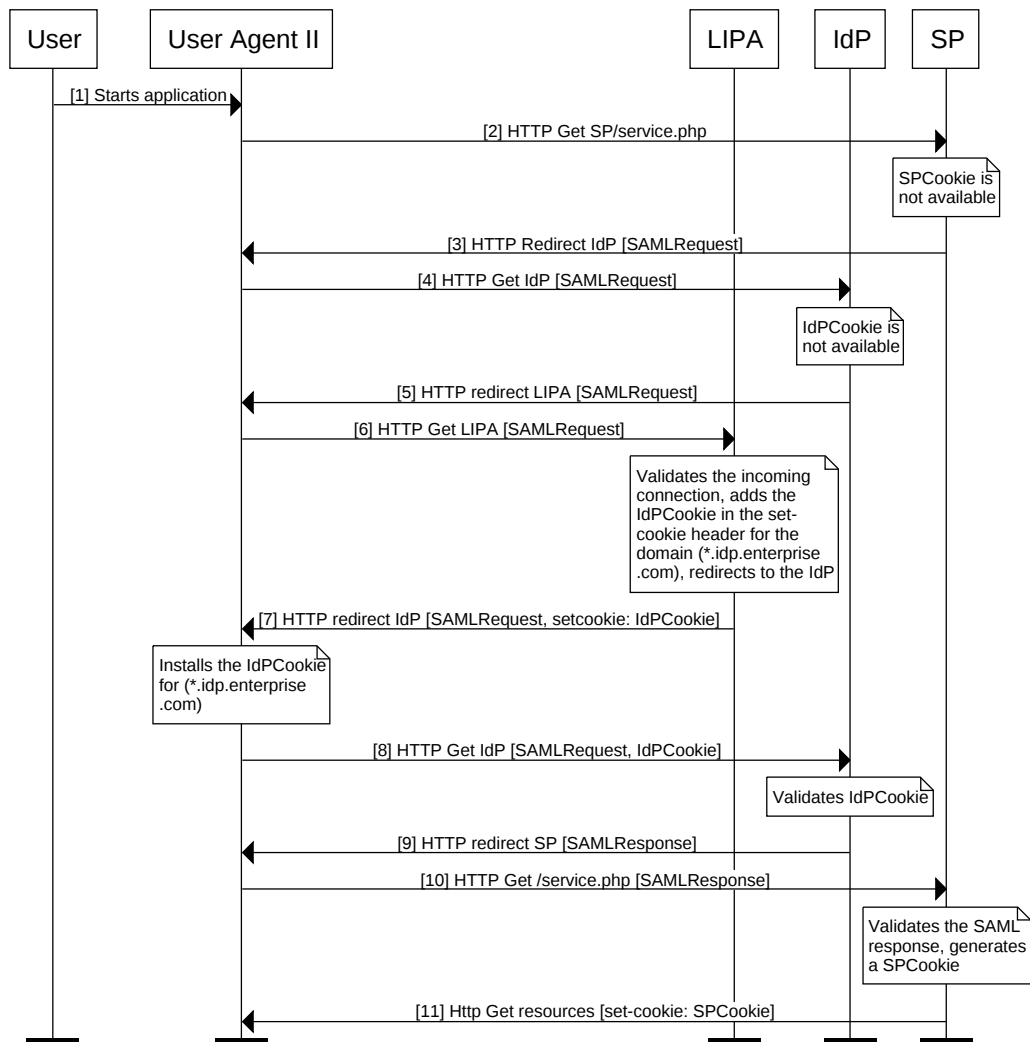 User
User Agent II
LIPA
IdP
SP
[1] Starts application
[2] HTTP Get SP/service.php
SPCookie is
not available
[3] HTTP Redirect IdP [SAMLRequest]
[4] HTTP Get IdP [SAMLRequest]
IdPCookie is
not available
[5] HTTP redirect LIPA [SAMLRequest]
[6] HTTP Get LIPA [SAMLRequest]
Validates the incoming
connection, adds the
IdPCookie in the set-
cookie header for the
domain (*.idp.enterprise
.com), redirects to the IdP
[7] HTTP redirect IdP [SAMLRequest, setcookie: IdPCookie]
Installs the IdPCookie
for (*.idp.enterprise
.com)
[8] HTTP Get IdP [SAMLRequest, IdPCookie]
Validates IdPCookie
[9] HTTP redirect SP [SAMLResponse]
[10] HTTP Get /service.php [SAMLResponse]
Validates the SAML
response, generates
a SPCookie
[11] Http Get resources [set-cookie: SPCookie]